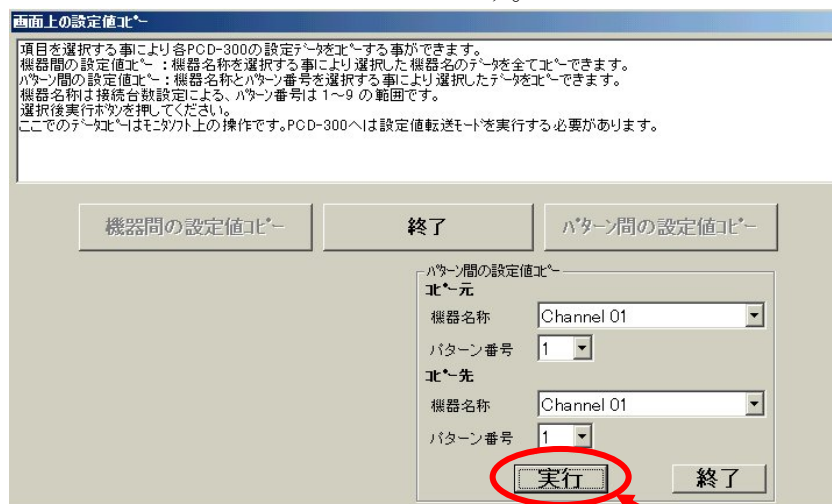 画面上の設定値ｺﾋﾟｰ
項目を選択する事により各PCD-300の設定ﾃﾞｰﾀをｺﾋﾟｰする事ができます。
機器間の設定値ｺﾋﾟｰ：機器名称を選択する事により選択した機器名のﾃﾞｰﾀを全てｺﾋﾟｰできます。
ﾊﾟﾀｰﾝ間の設定値ｺﾋﾟｰ：機器名称とﾊﾟﾀｰﾝ番号を選択する事により選択したﾃﾞｰﾀをｺﾋﾟｰできます。
機器名称は接続台数設定による、ﾊﾟﾀｰﾝ番号は1～9の範囲です。
選択後実行ﾎﾞﾀﾝを押してください。
ここでのﾃﾞｰﾀｺﾋﾟｰはﾓﾆﾀｿﾌﾄ上の操作です。PCD-300へは設定値転送ﾓｰﾄﾞを実行する必要があります。
機器間の設定値ｺﾋﾟｰ
終了
ﾊﾟﾀｰﾝ間の設定値ｺﾋﾟｰ
ﾊﾟﾀｰﾝ間の設定値ｺﾋﾟｰ
ｺﾋﾟｰ元
機器名称 Channel 01
パターン番号 1
ｺﾋﾟｰ先
機器名称 Channel 01
パターン番号 1
実行 終了